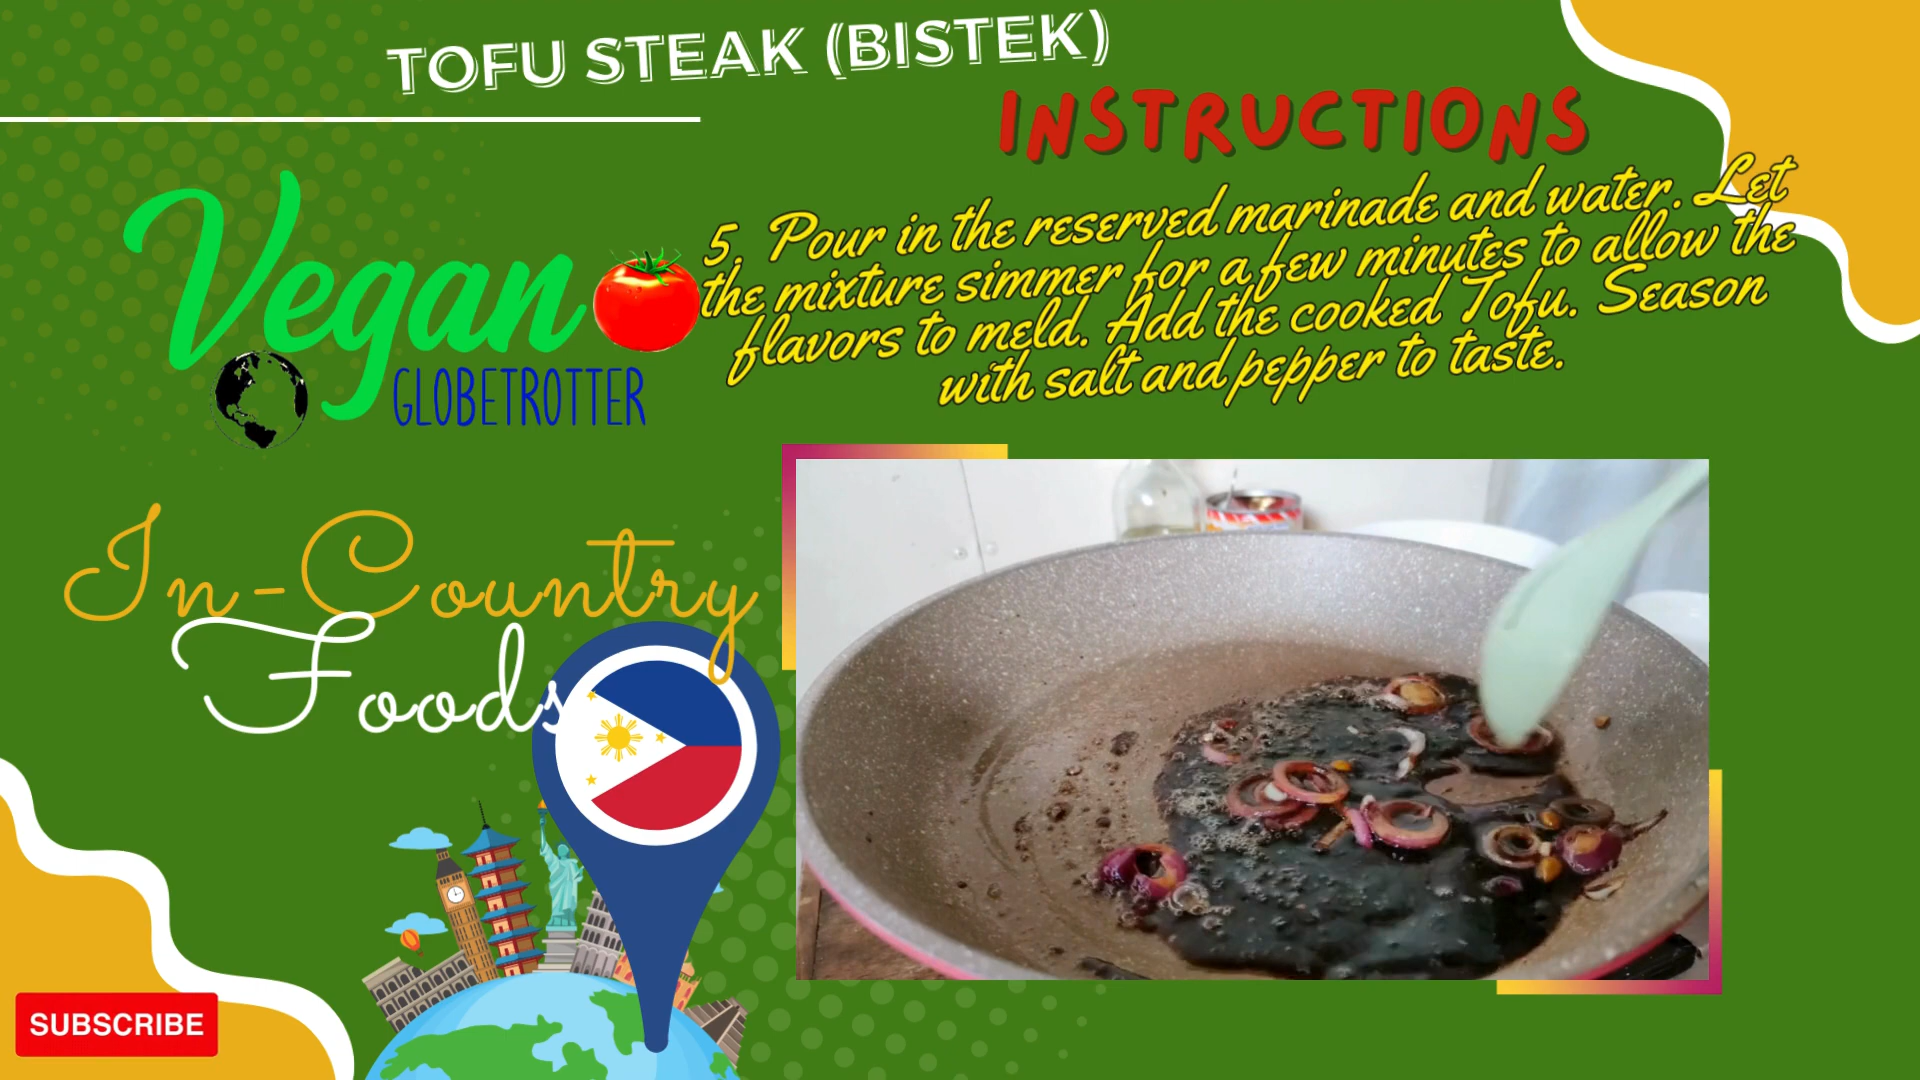 TOFU STEAK (BISTEK)
INSTRUCTIONS
5. Pour in the reserved marinade and water. Let
the mixture simmer for a few minutes to allow the
flavors to meld. Add the cooked Tofu. Season
with salt and pepper to taste.
Vegan
GLOBETROTTER
In-Country
Foods
SUBSCRIBE